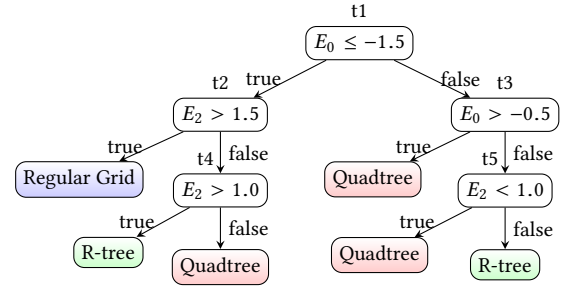 t1
E₀ ≤ −1.5
t2 true false t3
E₂ > 1.5 E₀ > −0.5
true t4 false true t5 false
Regular Grid E₂ > 1.0 Quadtree E₂ < 1.0
true false true false
R-tree Quadtree Quadtree R-tree